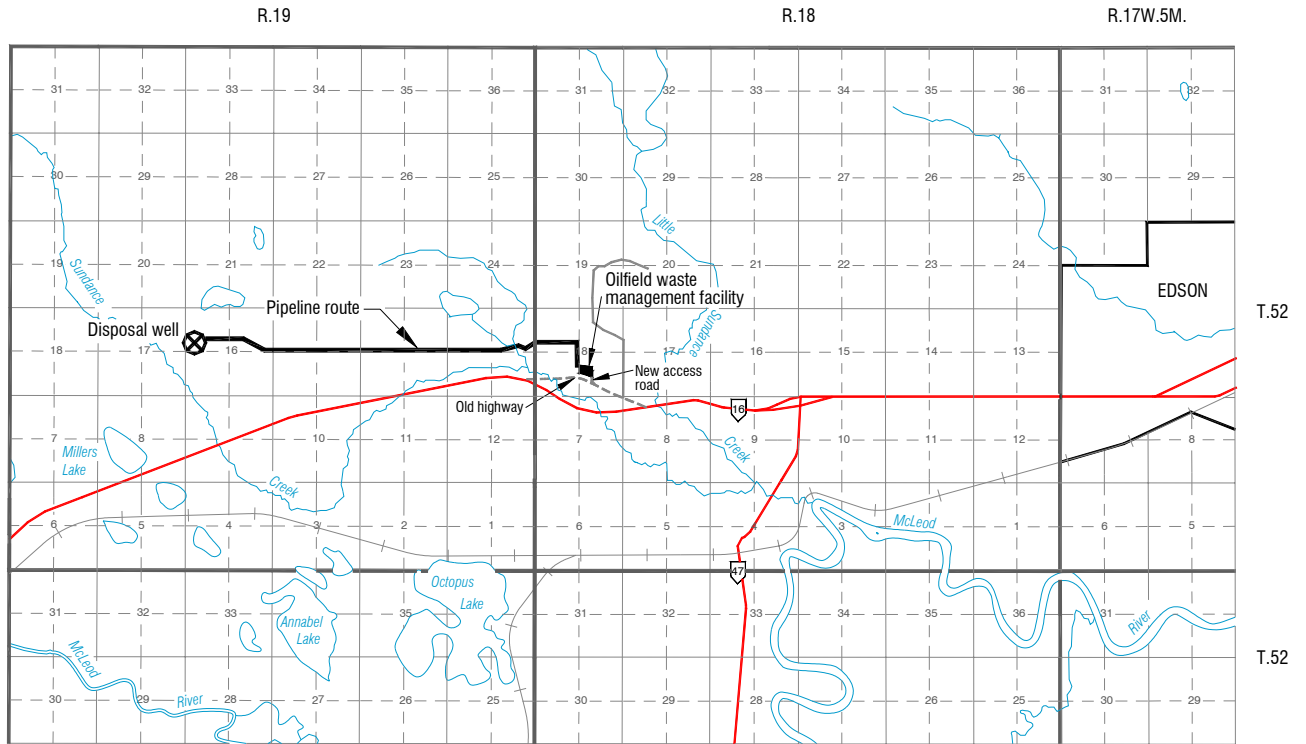 R.19 R.18 R.17W.5M.
31 32 33 34 35 36 31 32 33 34 35 36 31 32
30 29 28 27 26 25 30 29 28 27 26 25 30 29
Little
19 20 21 22 23 24 19 20 21 22 23 24
Sundance
Oilfield waste
management facility
EDSON
Pipeline route
T.52
Disposal well
Sundance
18 17 16 8 17 16 15 14 13
New access
road
Old highway
16
7 8 10 11 12 7 8 9 10 11 12 8
Millers
Lake
Creek
Creek
6 5 4 3 2 1 6 5 3 1 6 5
McLeod
47
Octopus
Lake
31 32 33 35 31 32 33 34 35 36 31
Annabel
Lake
River
McLeod
T.52
River
30 29 28 27 26 25 30 29 28 26 25 30 29